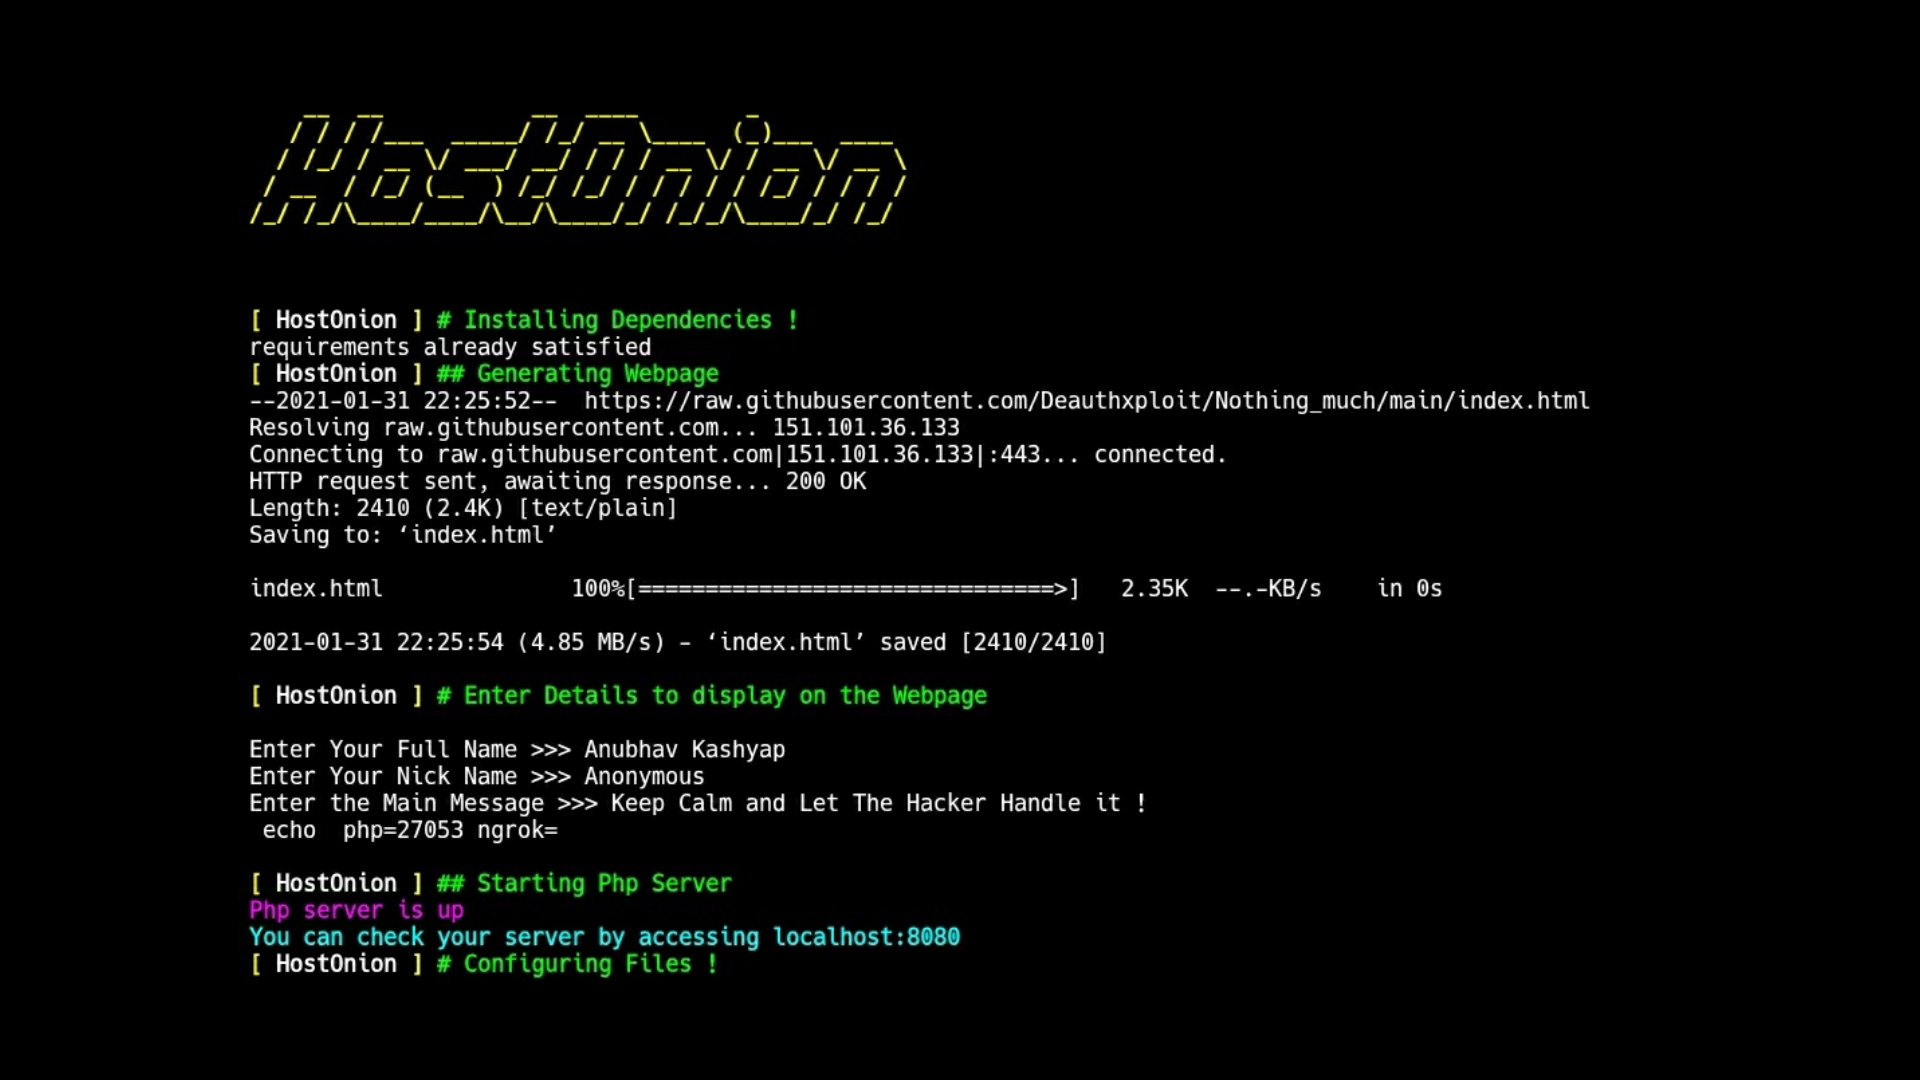 HostOnion
[ HostOnion ] # Installing Dependencies !
requirements already satisfied
[ HostOnion ] ## Generating Webpage
--2021-01-31 22:25:52--  https://raw.githubusercontent.com/Deauthxploit/Nothing_much/main/index.html
Resolving raw.githubusercontent.com... 151.101.36.133
Connecting to raw.githubusercontent.com|151.101.36.133|:443... connected.
HTTP request sent, awaiting response... 200 OK
Length: 2410 (2.4K) [text/plain]
Saving to: ‘index.html’
index.html              100%[===============================>]   2.35K  --.-KB/s    in 0s
2021-01-31 22:25:54 (4.85 MB/s) - ‘index.html’ saved [2410/2410]
[ HostOnion ] # Enter Details to display on the Webpage
Enter Your Full Name >>> Anubhav Kashyap
Enter Your Nick Name >>> Anonymous
Enter the Main Message >>> Keep Calm and Let The Hacker Handle it !
echo  php=27053 ngrok=
[ HostOnion ] ## Starting Php Server
Php server is up
You can check your server by accessing localhost:8080
[ HostOnion ] # Configuring Files !